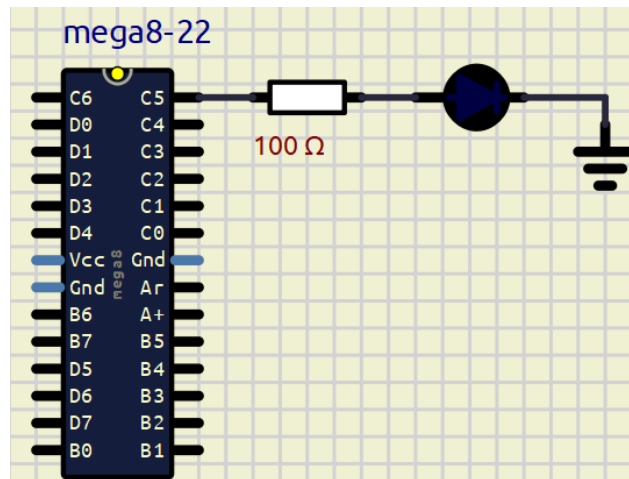 mega8-22
C6 C5
D0 C4
D1 C3
D2 C2
D3 C1
D4 C0
Vcc Gnd
Gnd Ar
B6 A+
B7 B5
D5 B4
D6 B3
D7 B2
B0 B1
mega8
100 Ω